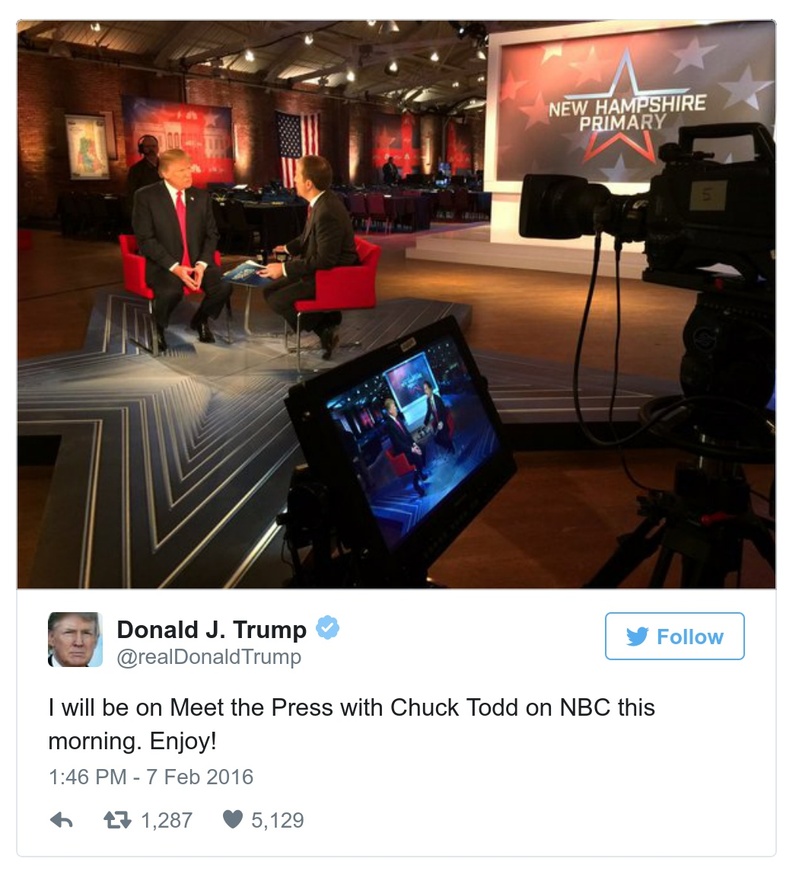 NEW HAMPSHIRE
PRIMARY
5
Donald J. Trump
@realDonaldTrump
Follow
I will be on Meet the Press with Chuck Todd on NBC this
morning. Enjoy!
1:46 PM - 7 Feb 2016
1,287 5,129